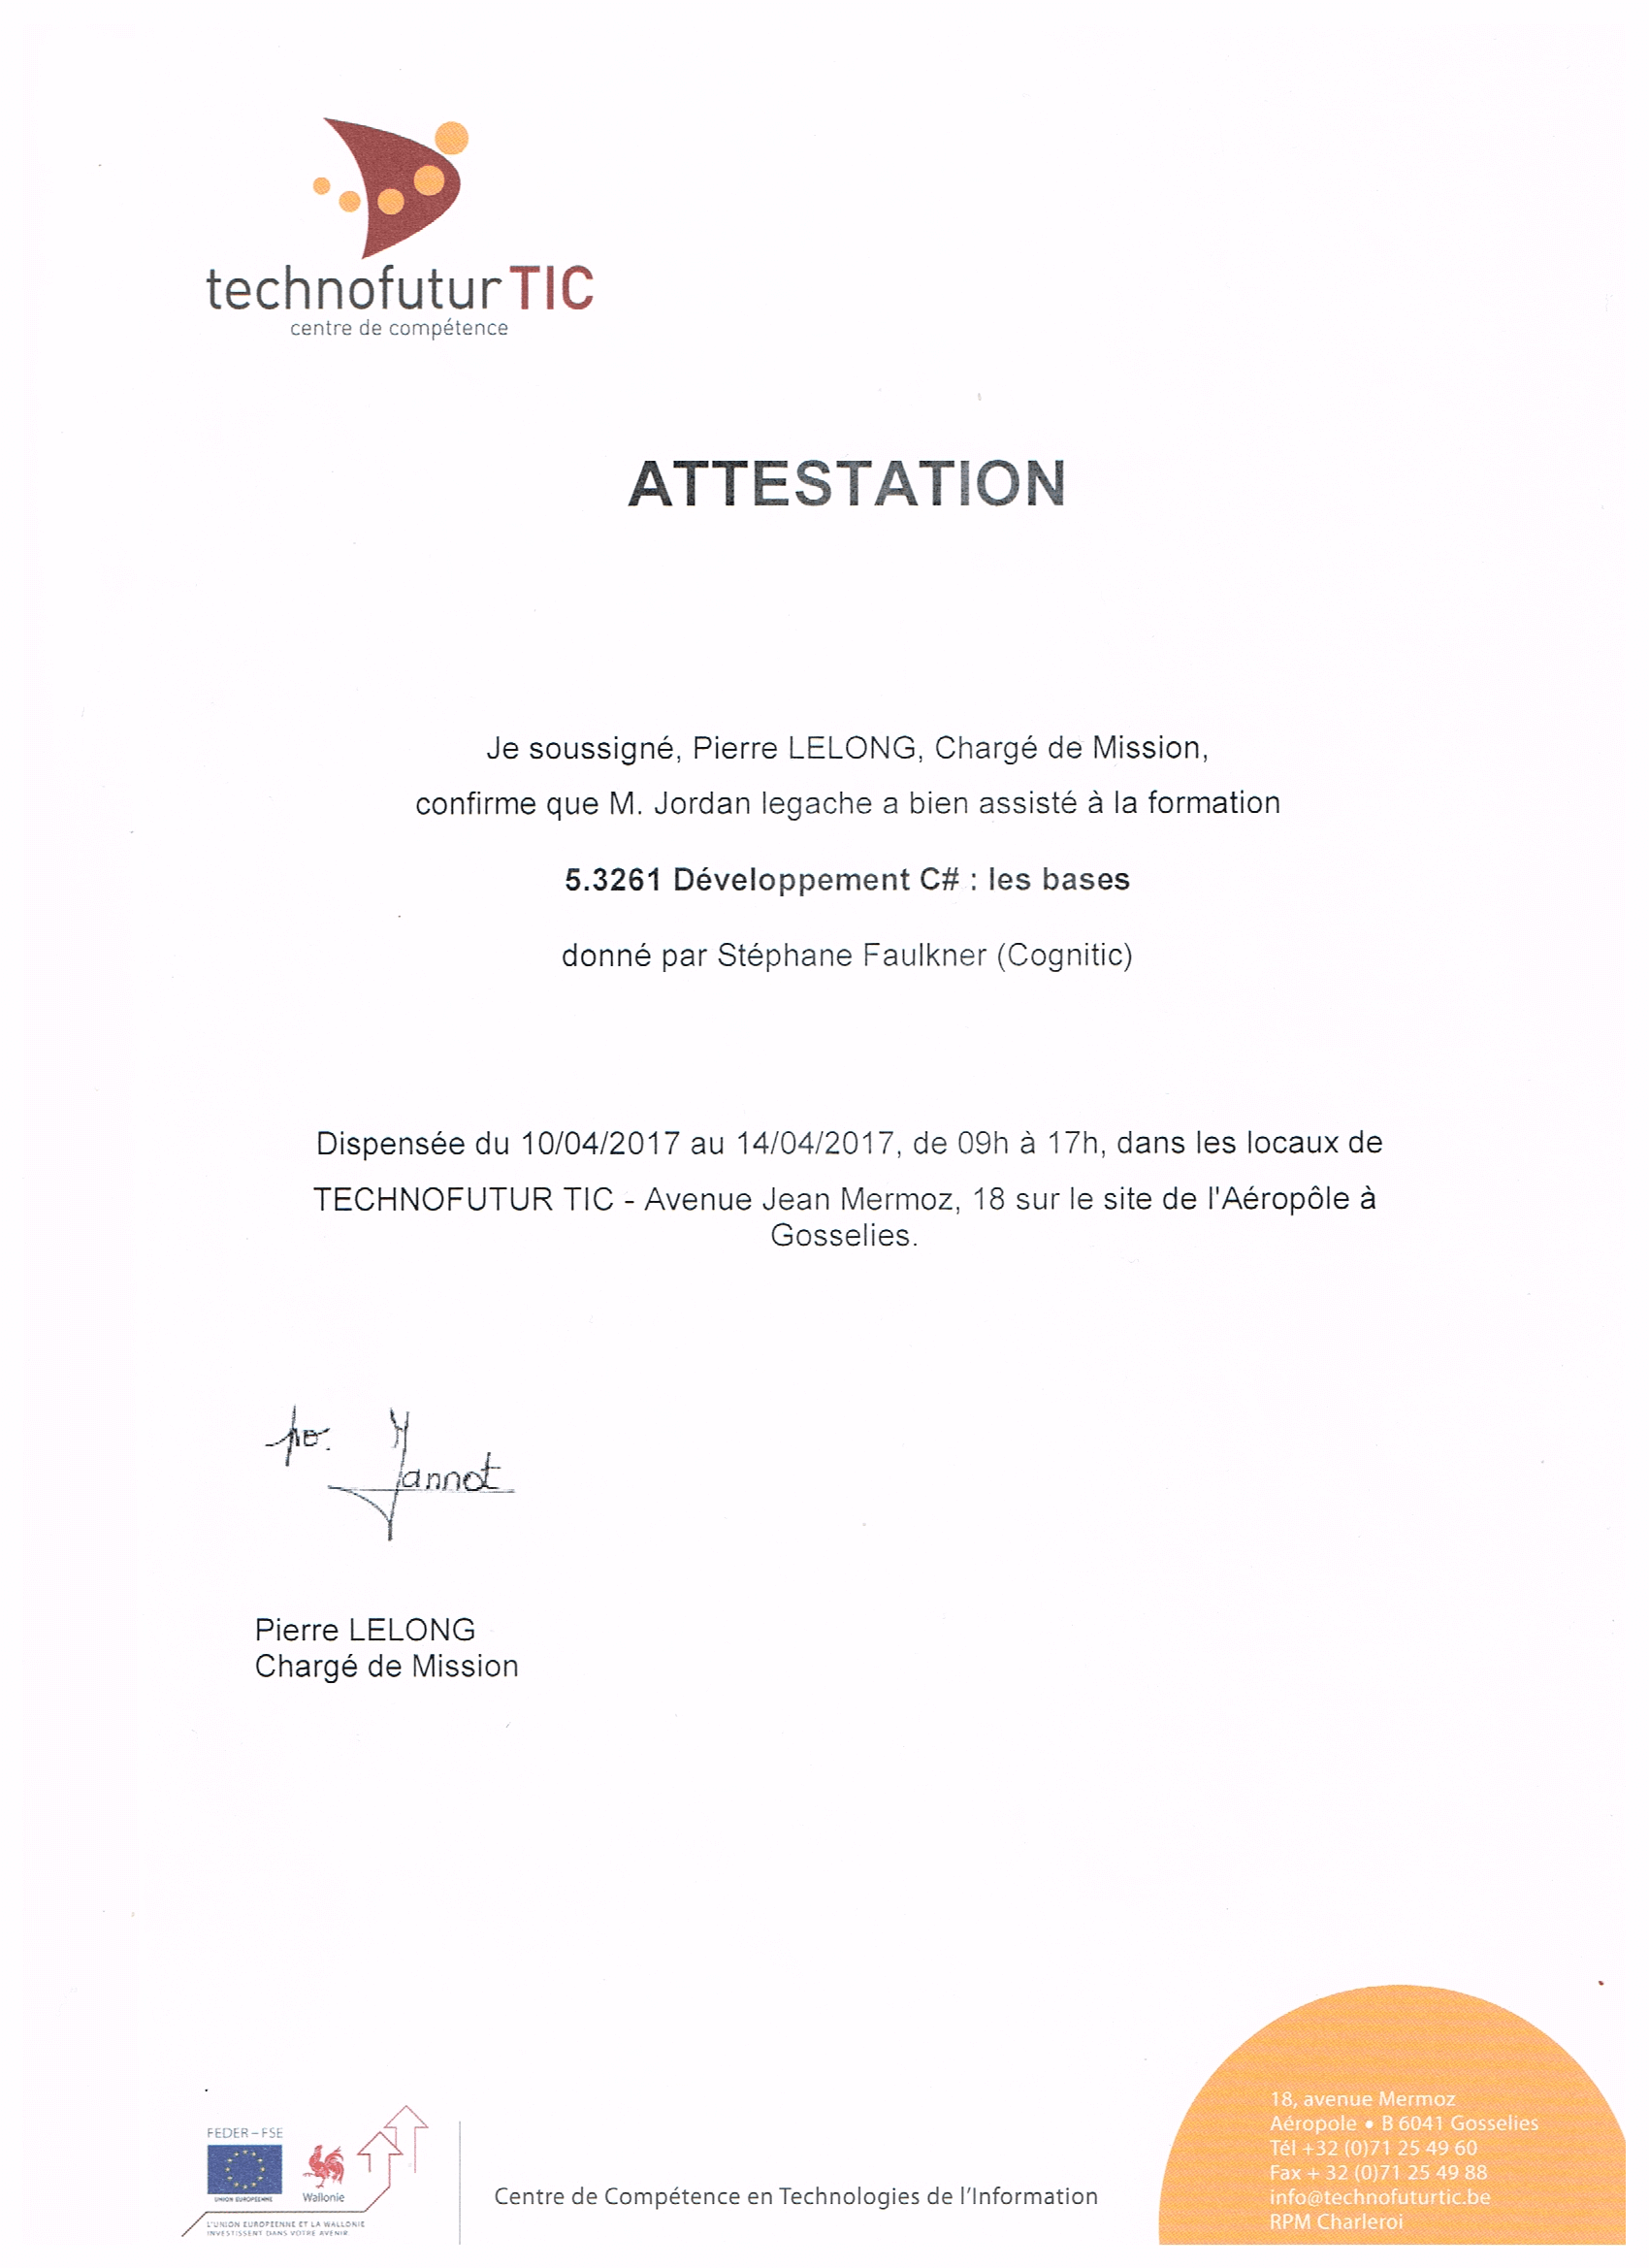 technofutur TIC
centre de compétence
ATTESTATION
Je soussigné, Pierre LELONG, Chargé de Mission,
confirme que M. Jordan legache a bien assisté à la formation
5.3261 Développement C# : les bases
donné par Stéphane Faulkner (Cognitic)
Dispensée du 10/04/2017 au 14/04/2017, de 09h à 17h, dans les locaux de
TECHNOFUTUR TIC - Avenue Jean Mermoz, 18 sur le site de l'Aéropôle à
Gosselies.
po. Jannot
Pierre LELONG
Chargé de Mission
FEDER – FSE
UNION EUROPEENNE
Wallonie
L'UNION EUROPÉENNE ET LA WALLONIE
INVESTISSENT DANS VOTRE AVENIR
Centre de Compétence en Technologies de l'Information
18, avenue Mermoz
Aéropole • B 6041 Gosselies
Tél +32 (0)71 25 49 60
Fax + 32 (0)71 25 49 88
info@technofuturtic.be
RPM Charleroi